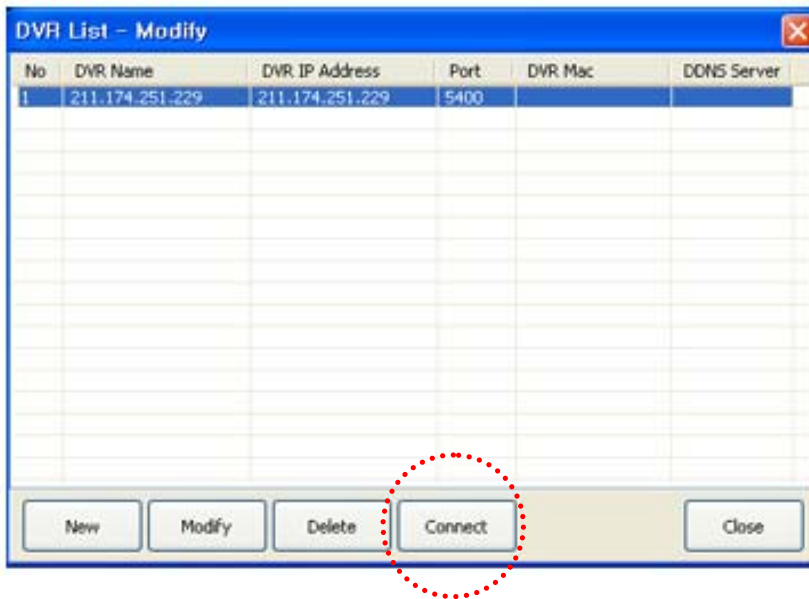 DVR List - Modify
No DVR Name DVR IP Address Port DVR Mac DDNS Server
1 211.174.251.229 211.174.251.229 5400
New Modify Delete Connect Close